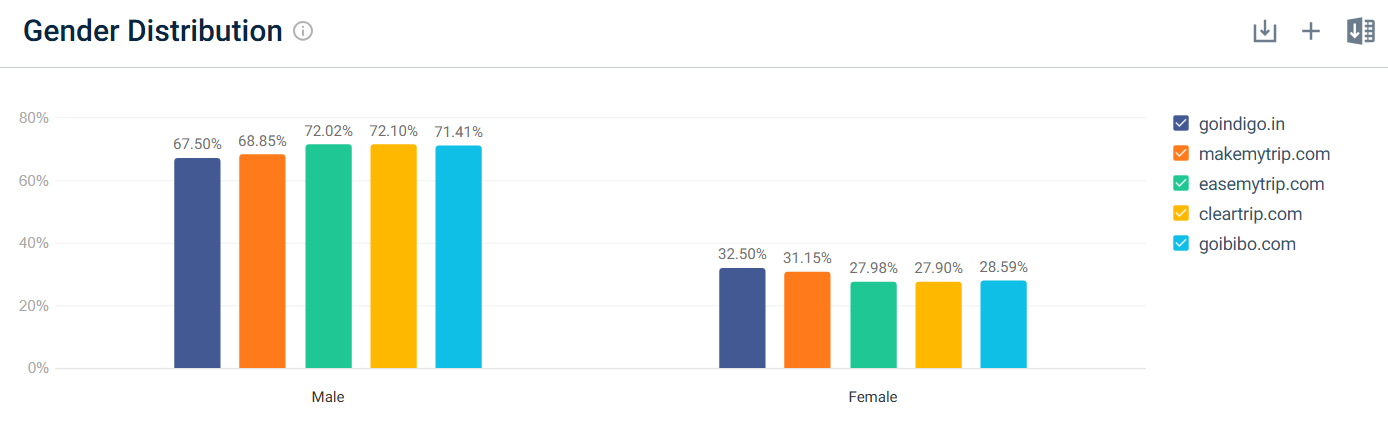 Gender Distribution
80%
60%
40%
20%
0%
67.50% 68.85% 72.02% 72.10% 71.41%
32.50% 31.15% 27.98% 27.90% 28.59%
Male Female
goindigo.in
makemytrip.com
easemytrip.com
cleartrip.com
goibibo.com